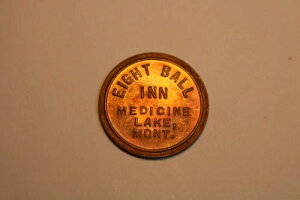 EIGHT BALL
INN
MEDICINE
LAKE,
MONT.